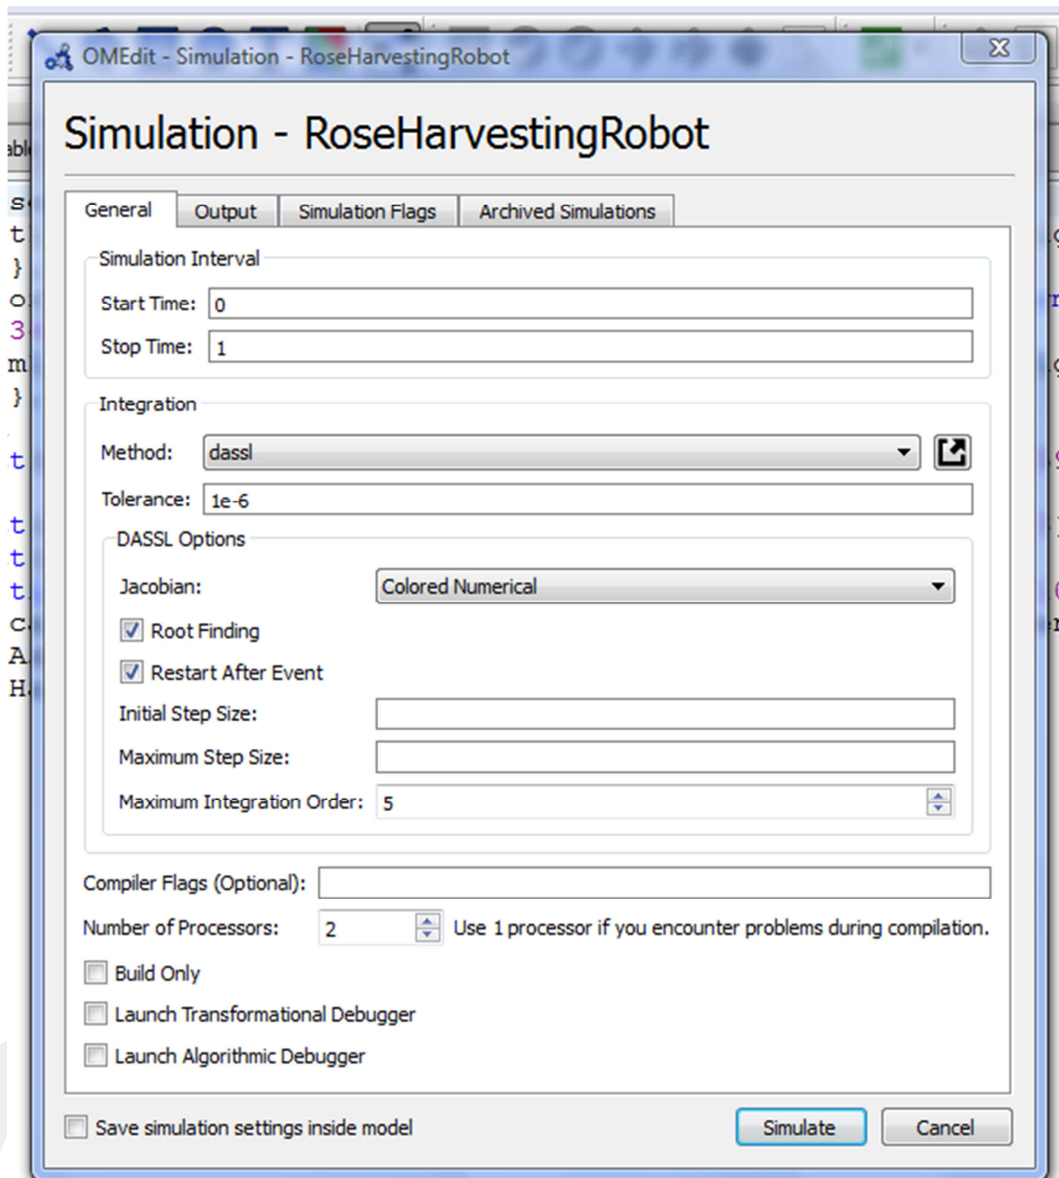 OMEdit - Simulation - RoseHarvestingRobot
Simulation - RoseHarvestingRobot
General Output Simulation Flags Archived Simulations
Simulation Interval
Start Time: 0
Stop Time: 1
Integration
Method: dassl
Tolerance: 1e-6
DASSL Options
Jacobian: Colored Numerical
Root Finding
Restart After Event
Initial Step Size:
Maximum Step Size:
Maximum Integration Order: 5
Compiler Flags (Optional):
Number of Processors: 2 Use 1 processor if you encounter problems during compilation.
Build Only
Launch Transformational Debugger
Launch Algorithmic Debugger
Save simulation settings inside model Simulate Cancel